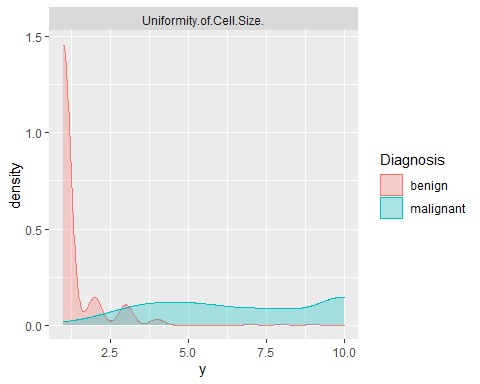 Uniformity.of.Cell.Size.
1.5
1.0
0.5
0.0
density
2.5 5.0 7.5 10.0
y
Diagnosis
benign
malignant